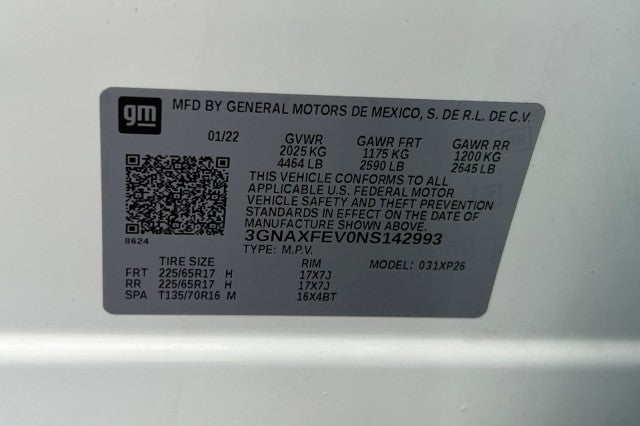 gm MFD BY GENERAL MOTORS DE MEXICO, S. DE R.L. DE C.V.
01/22 GVWR GAWR FRT GAWR RR
2025 KG 1175 KG 1200 KG
4464 LB 2590 LB 2645 LB
THIS VEHICLE CONFORMS TO ALL
APPLICABLE U.S. FEDERAL MOTOR
VEHICLE SAFETY AND THEFT PREVENTION
STANDARDS IN EFFECT ON THE DATE OF
MANUFACTURE SHOWN ABOVE.
8624 3GNAXFEV0NS142993
TYPE: M.P.V. MODEL: 031XP26
TIRE SIZE RIM
FRT 225/65R17 H 17X7J
RR 225/65R17 H 17X7J
SPA T135/70R16 M 16X4BT